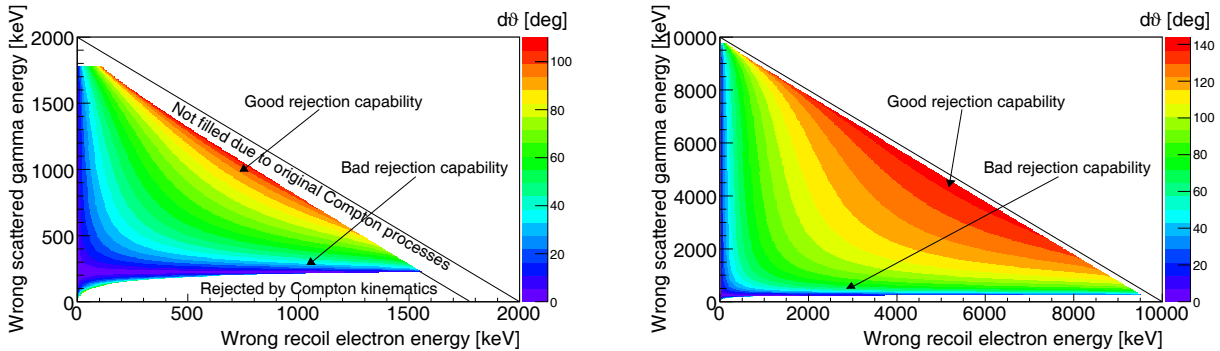 dϑ [deg]
Wrong scattered gamma energy [keV]
2000
1500
1000
500
0
0 500 1000 1500 2000
Wrong recoil electron energy [keV]
Good rejection capability
Not filled due to original Compton processes
Bad rejection capability
Rejected by Compton kinematics
100
80
60
40
20
0
dϑ [deg]
Wrong scattered gamma energy [keV]
10000
8000
6000
4000
2000
0
0 2000 4000 6000 8000 10000
Wrong recoil electron energy [keV]
Good rejection capability
Bad rejection capability
140
120
100
80
60
40
20
0